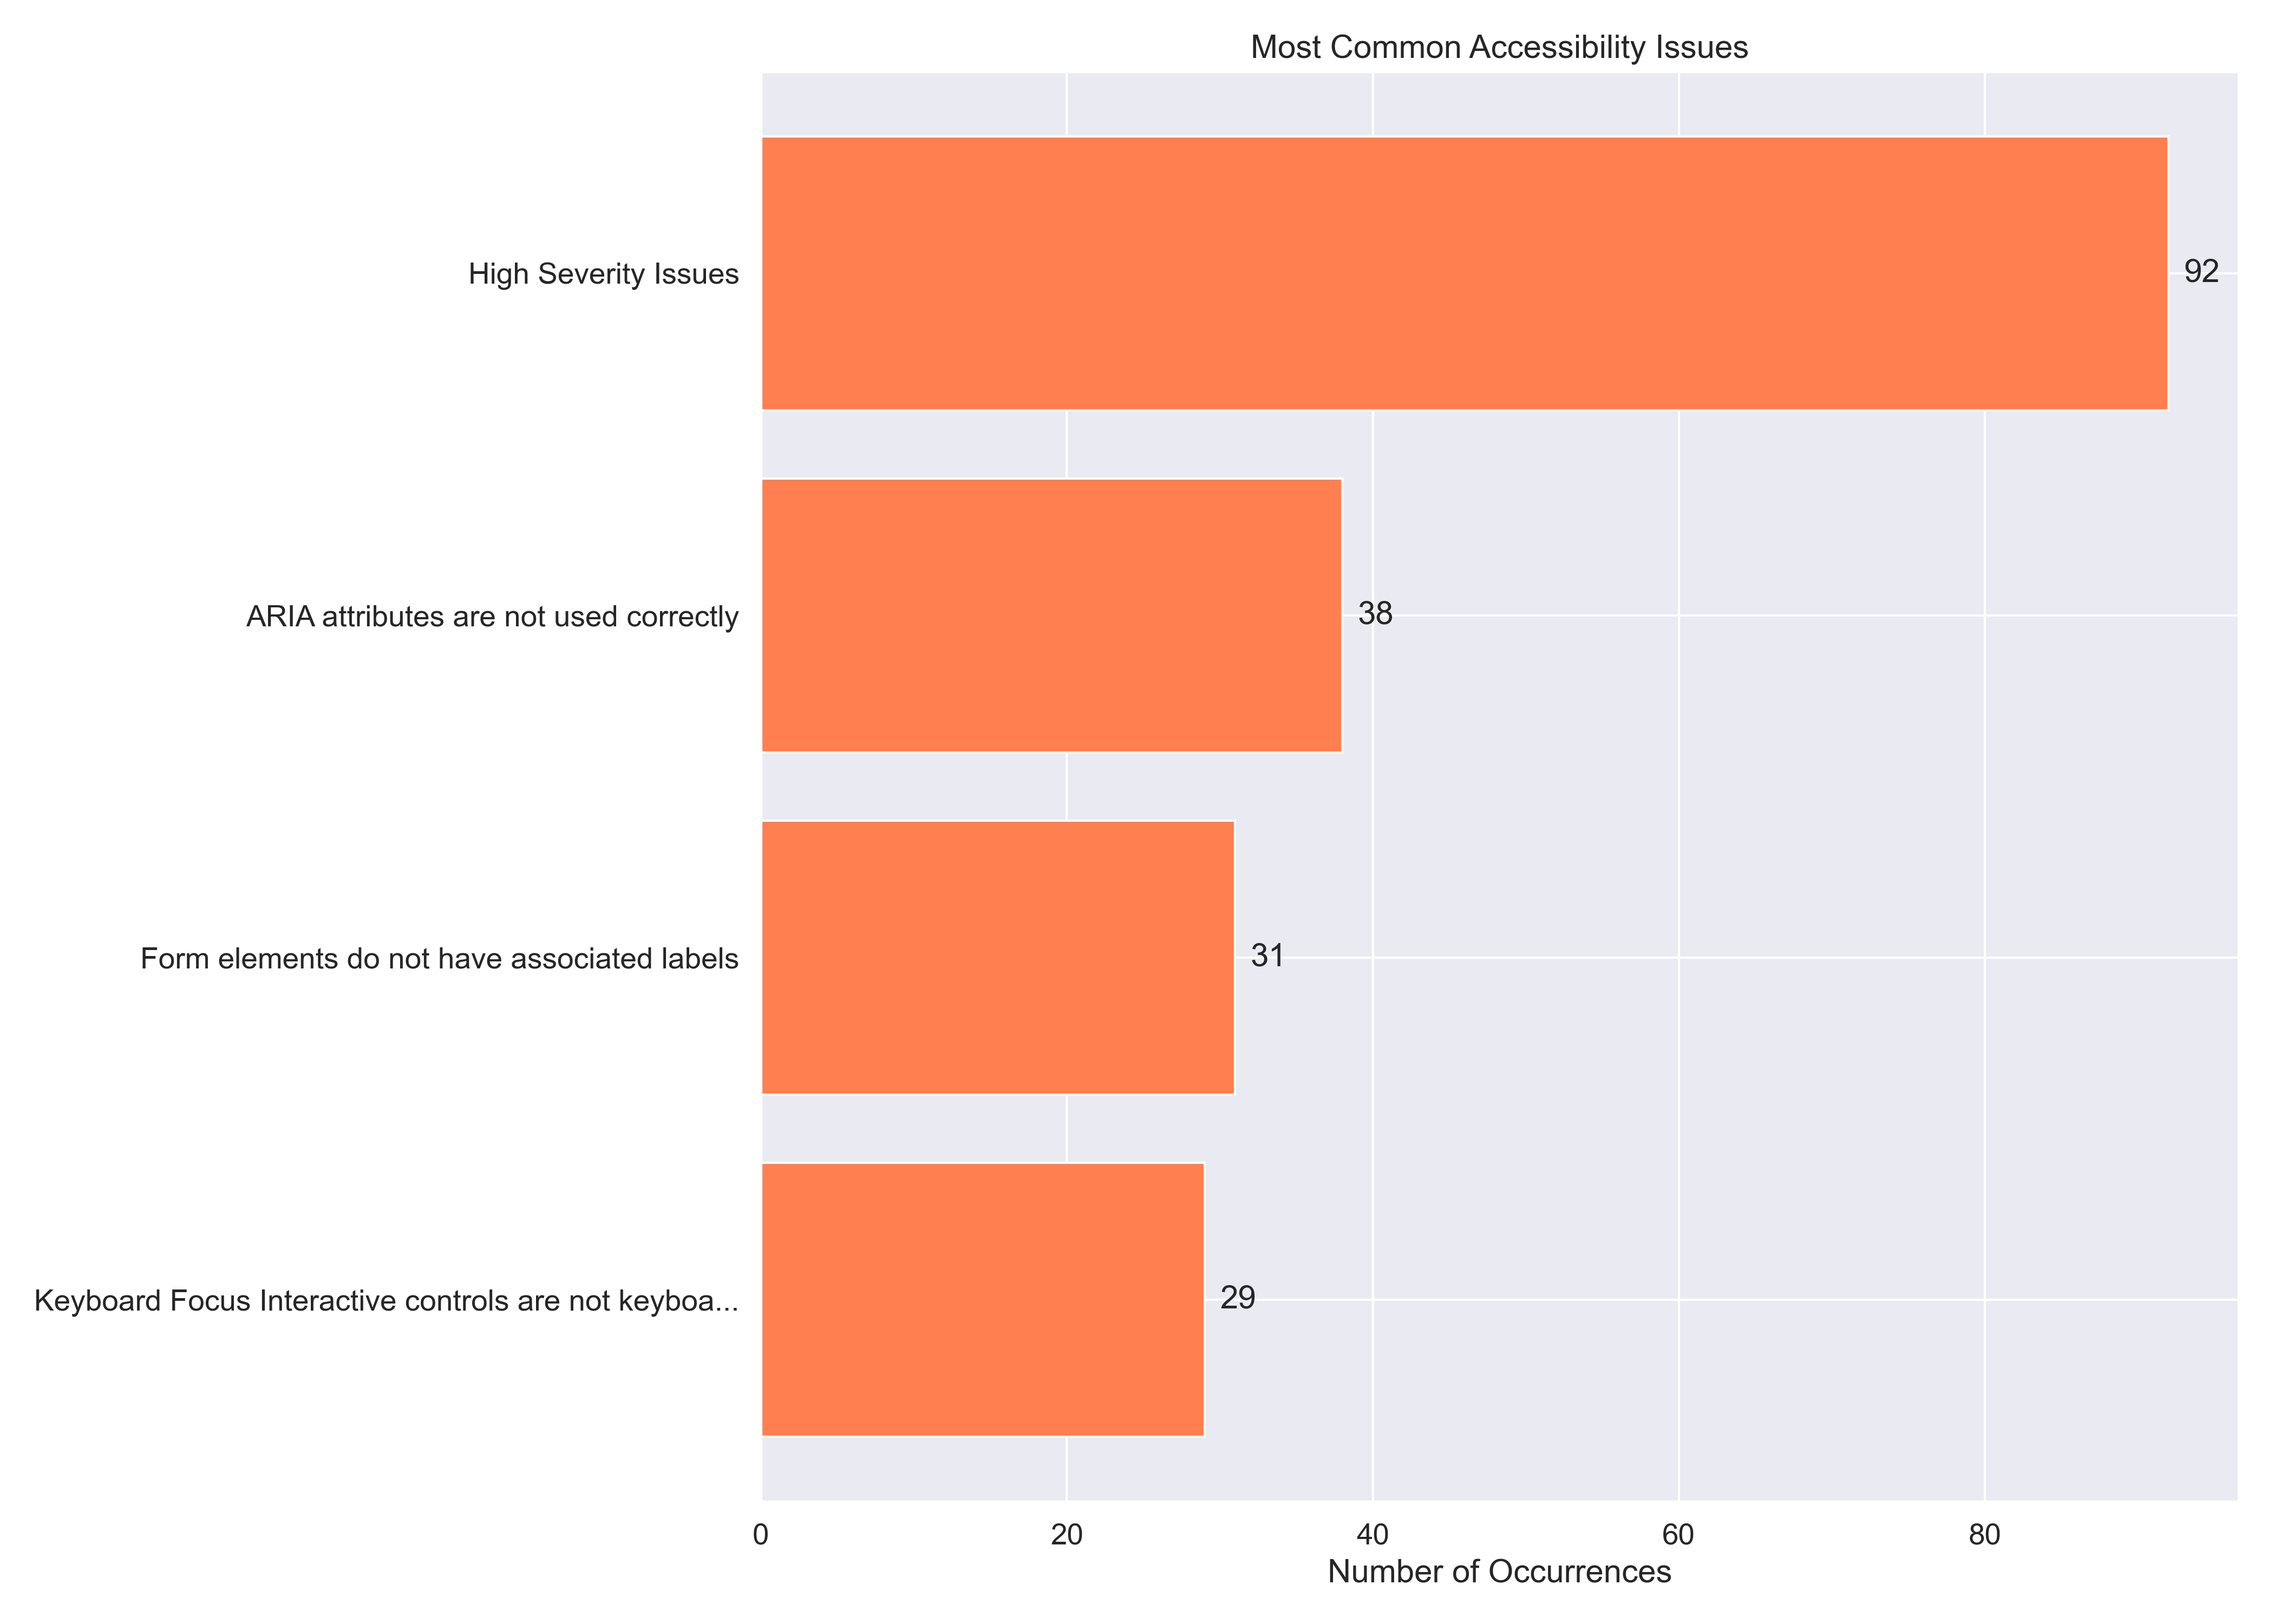 Most Common Accessibility Issues
High Severity Issues
92
ARIA attributes are not used correctly
38
Form elements do not have associated labels
31
Keyboard Focus Interactive controls are not keyboa...
29
0 20 40 60 80
Number of Occurrences